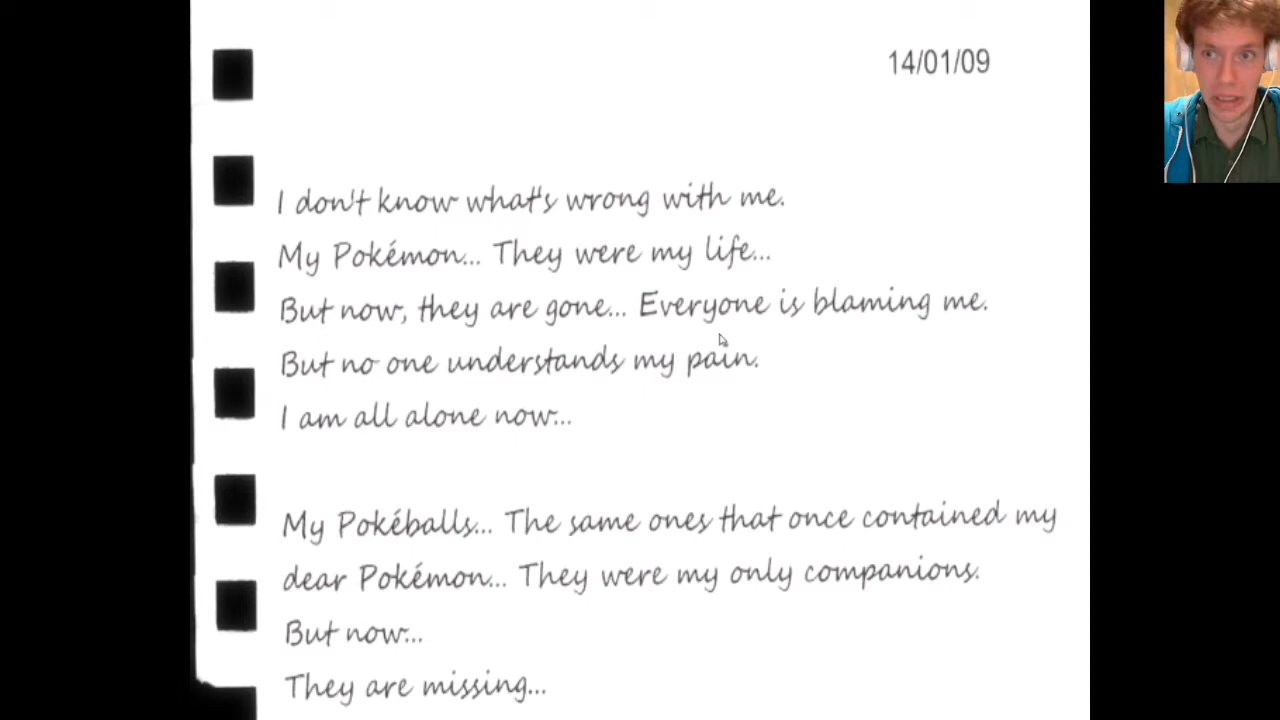 14/01/09
I don't know what's wrong with me.
My Pokémon... They were my life...
But now, they are gone... Everyone is blaming me.
But no one understands my pain.
I am all alone now...
My Pokéballs... The same ones that once contained my
dear Pokémon... They were my only companions.
But now...
They are missing...